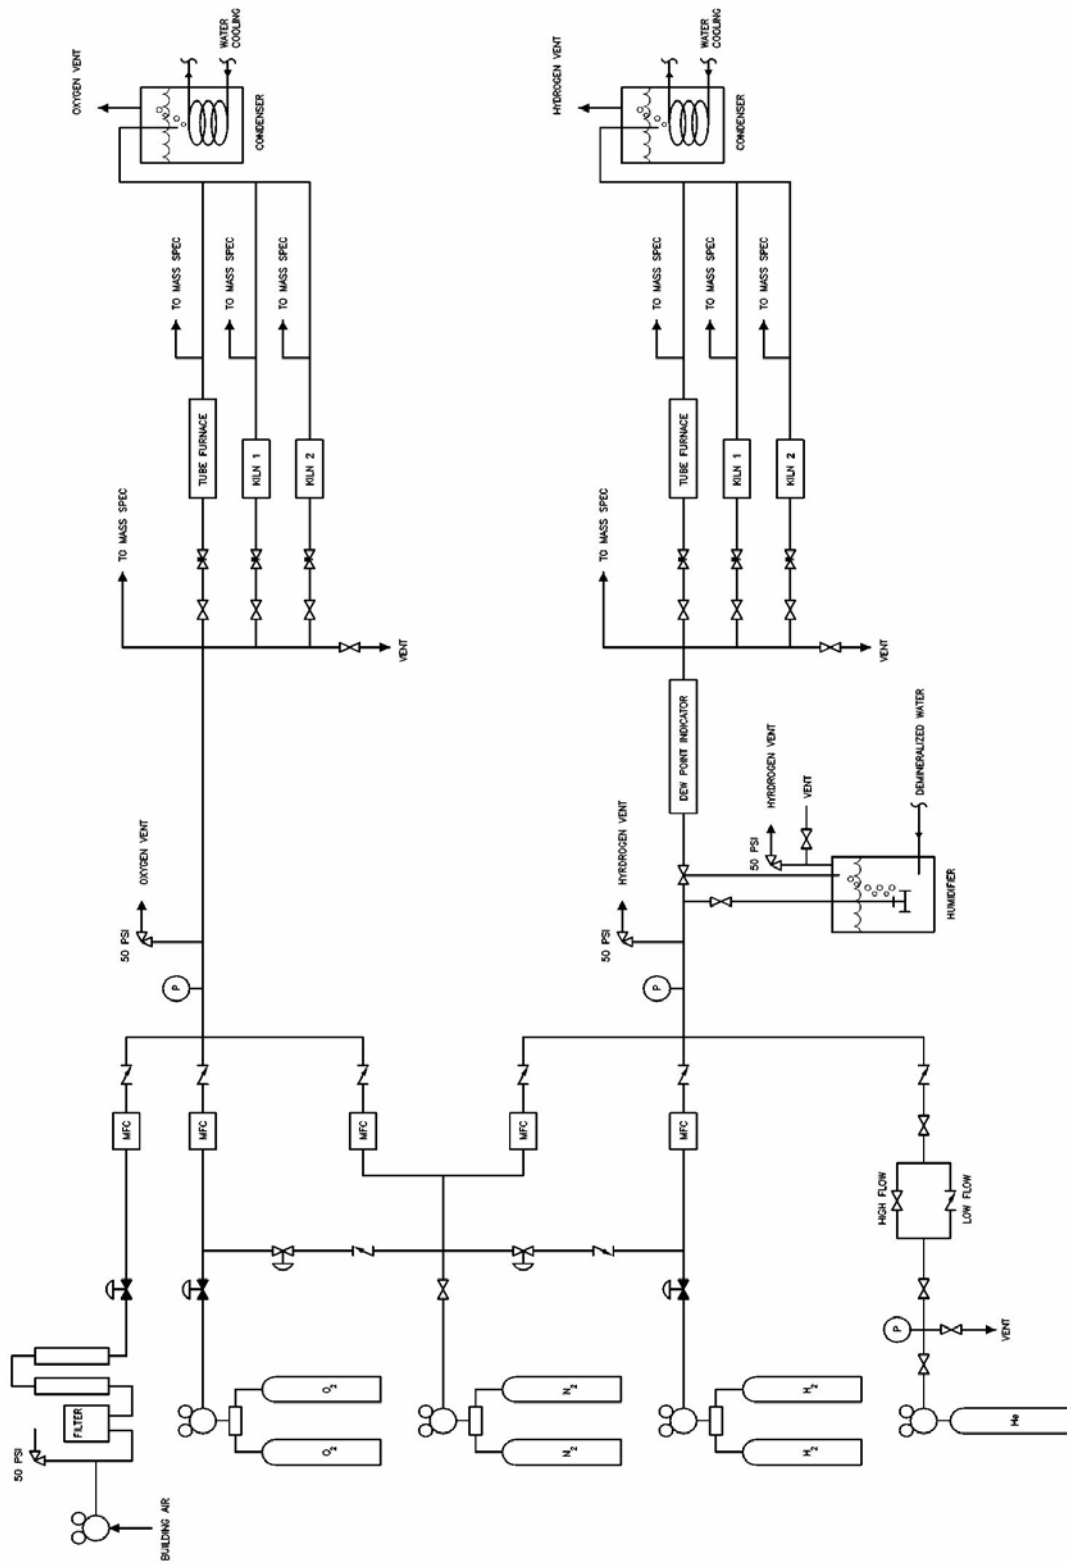 OXYGEN VENT
WATER
COOLING
CONDENSER
TO MASS SPEC
TO MASS SPEC
TO MASS SPEC
TO MASS SPEC
TUBE FURNACE
KILN 1
KILN 2
VENT
50 PSI
OXYGEN VENT
P
MFC
MFC
MFC
50 PSI
FILTER
BUILDING AIR
O2
O2
N2
N2
HYDROGEN VENT
WATER
COOLING
CONDENSER
TO MASS SPEC
TO MASS SPEC
TO MASS SPEC
TO MASS SPEC
TUBE FURNACE
KILN 1
KILN 2
VENT
DEW POINT INDICATOR
50 PSI
HYRDROGEN VENT
50 PSI
HYRDROGEN VENT
VENT
DEMINERALIZED WATER
HUMIDIFIER
P
MFC
MFC
HIGH FLOW
LOW FLOW
P
VENT
H2
H2
He